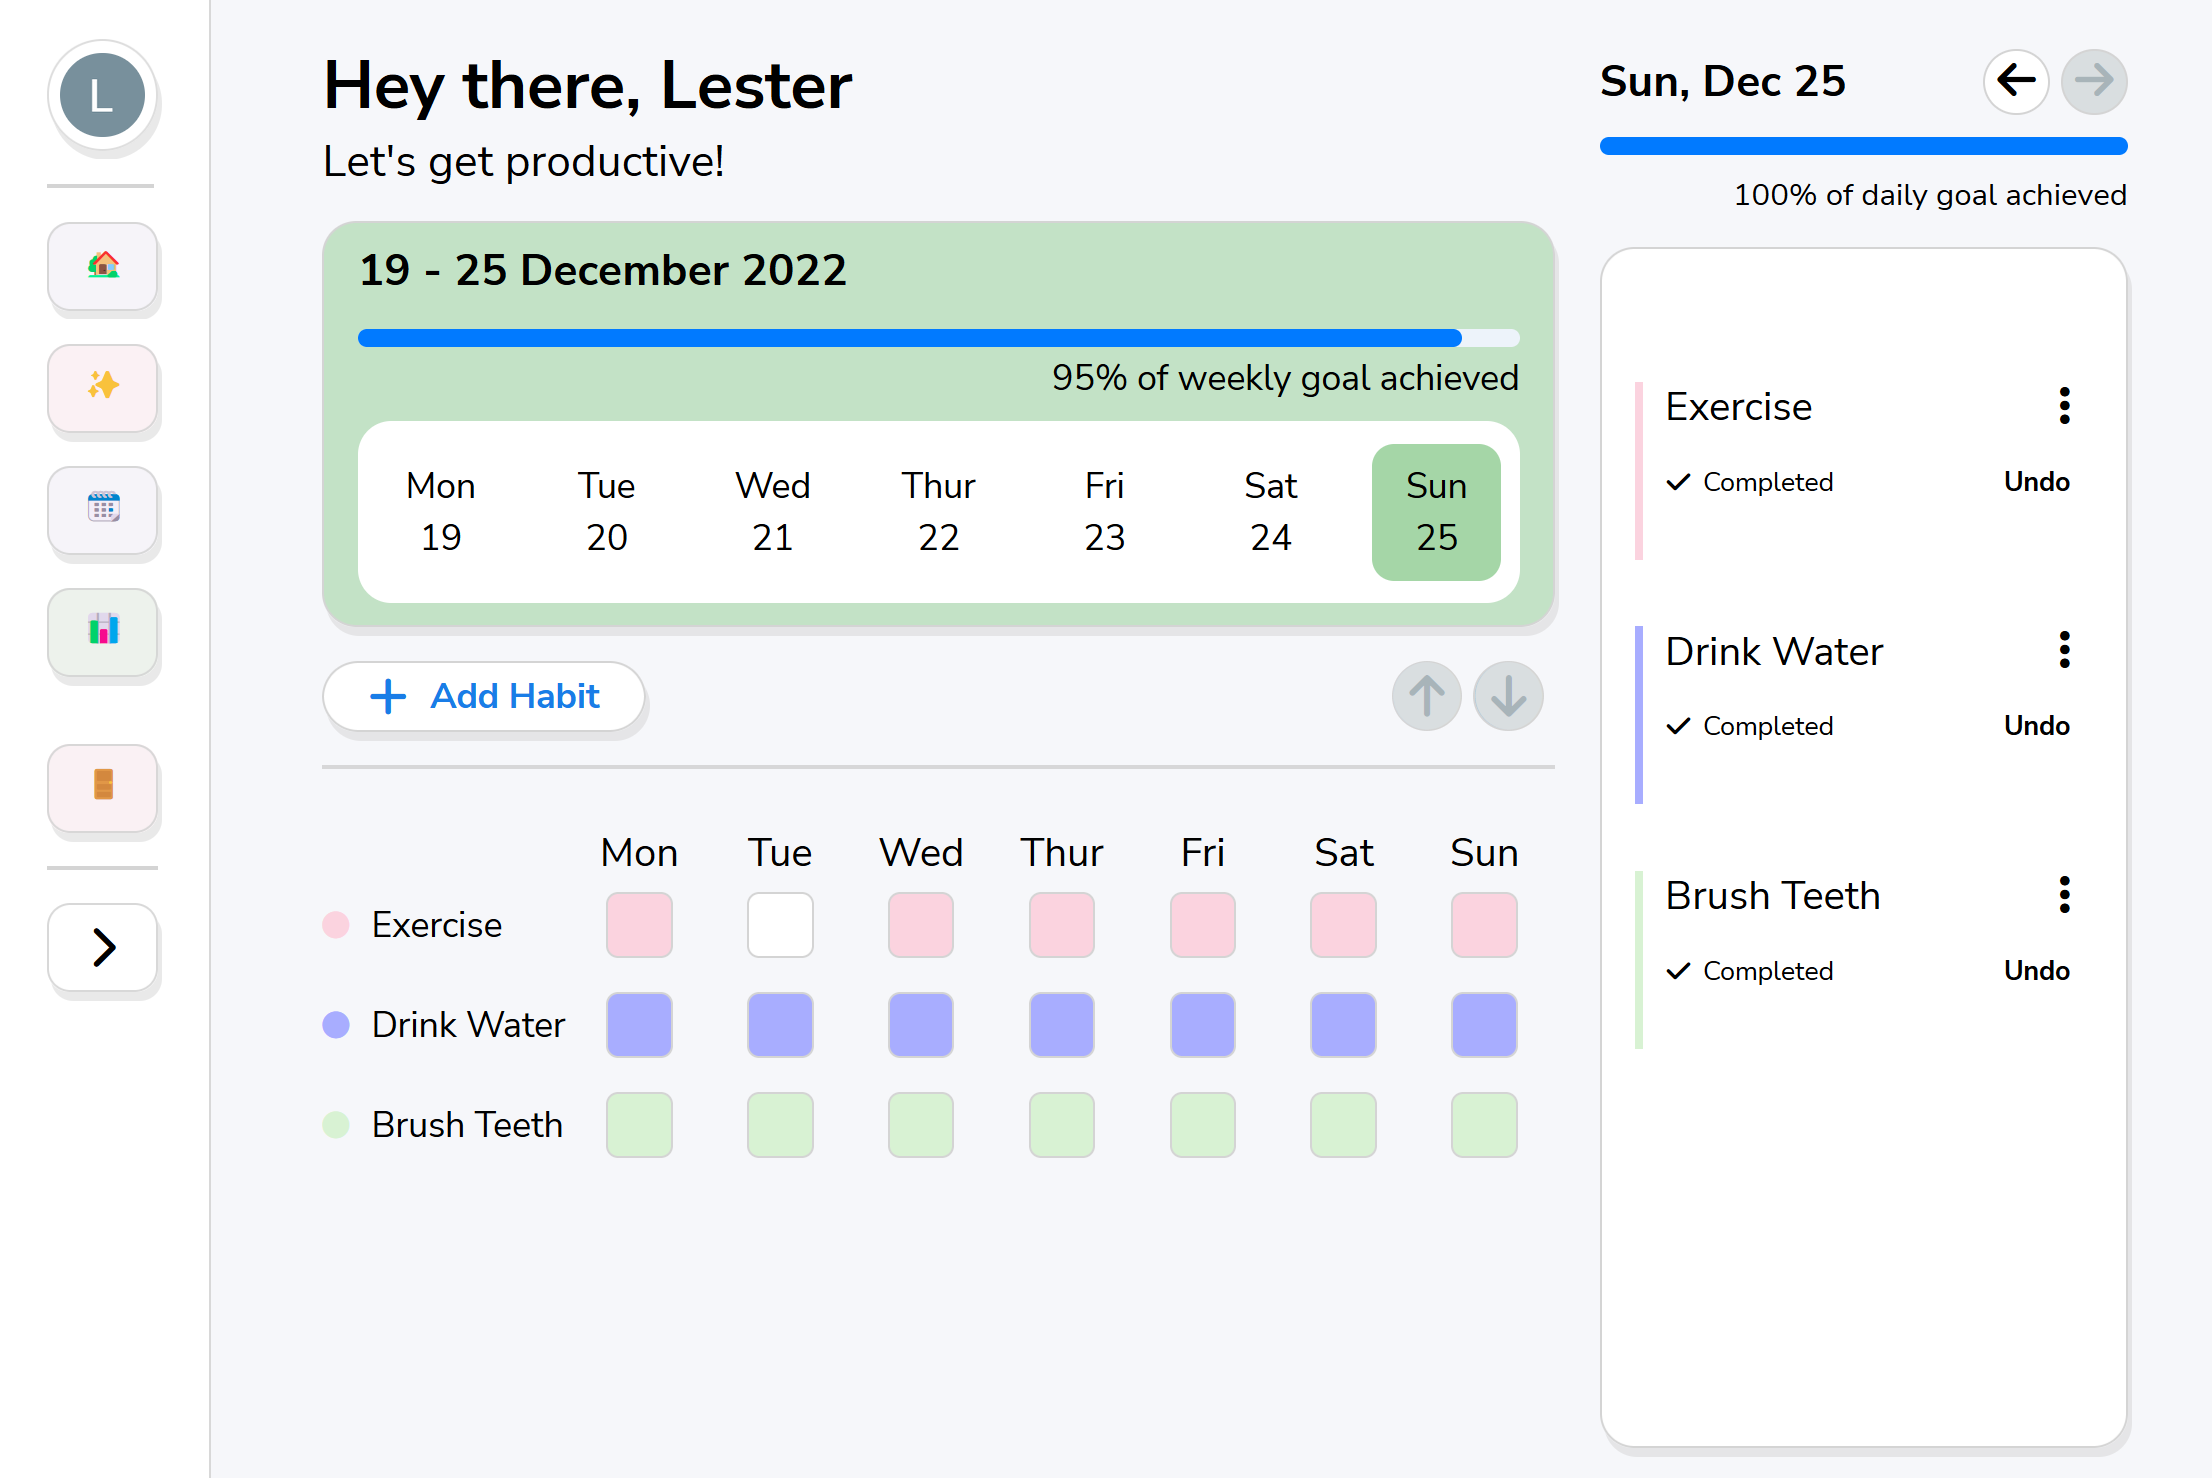 L
Hey there, Lester
Let's get productive!
19 - 25 December 2022
95% of weekly goal achieved
Mon Tue Wed Thur Fri Sat Sun
19 20 21 22 23 24 25
Add Habit
Mon Tue Wed Thur Fri Sat Sun
Exercise
Drink Water
Brush Teeth
Sun, Dec 25
100% of daily goal achieved
Exercise
Completed Undo
Drink Water
Completed Undo
Brush Teeth
Completed Undo